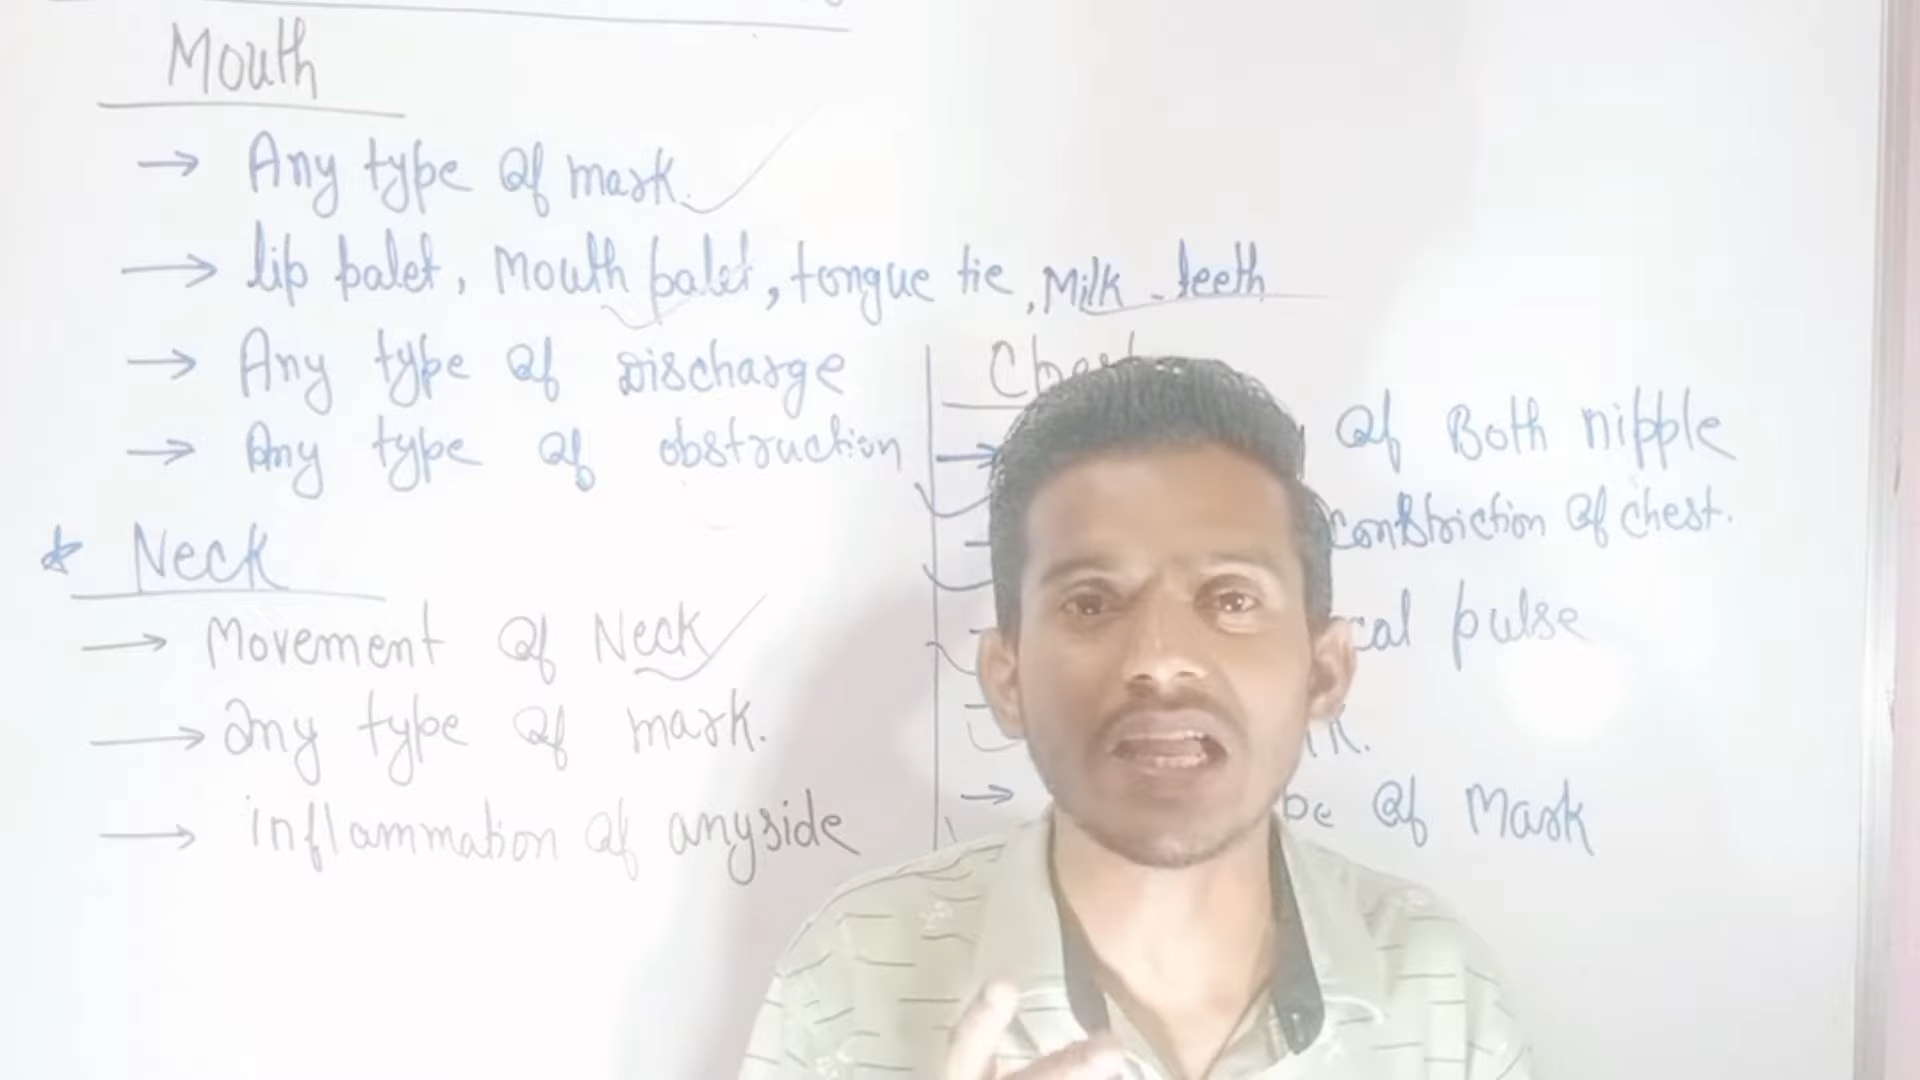 Mouth
→ Any type of mark.
→ lip palet, Mouth palet, tongue tie, Milk - teeth
→ Any type of Discharge
→ Any type of obstruction
* Neck
→ Movement of Neck
→ Any type of mark.
→ inflammation of anyside
→ of Both nipple
constriction of chest.
pulse
→ of Mark